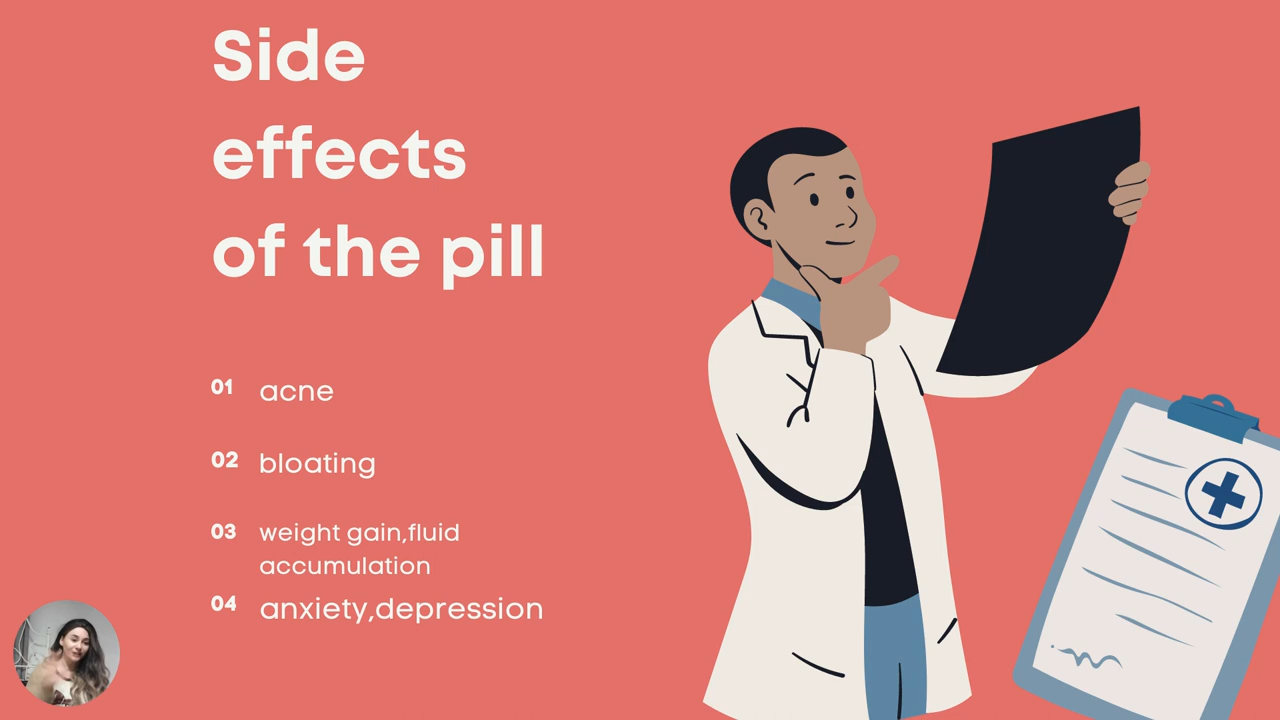 Side
effects
of the pill
01 acne
02 bloating
03 weight gain,fluid
accumulation
04 anxiety,depression